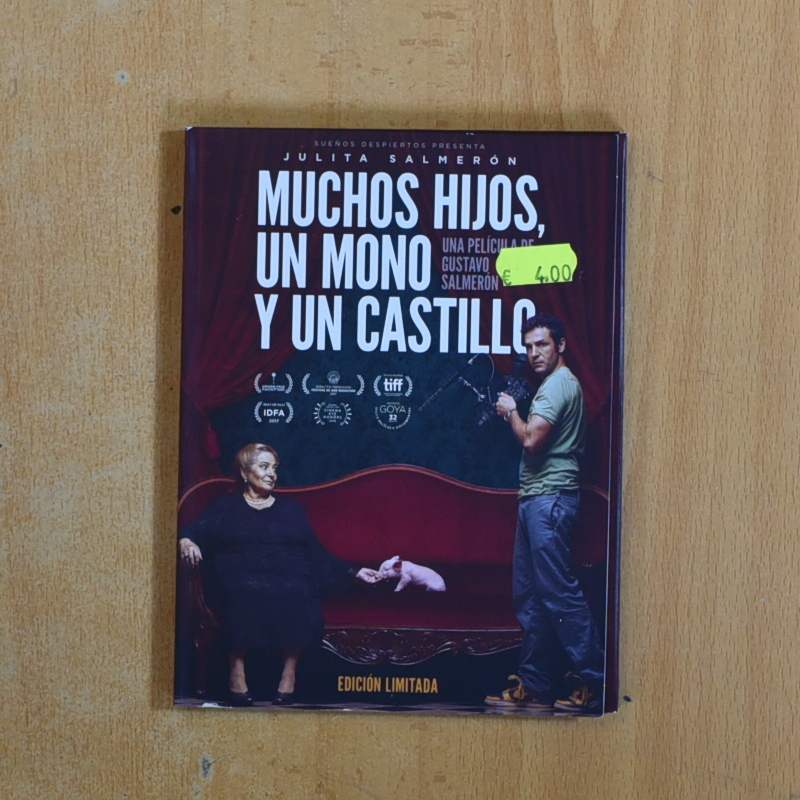 SUEÑOS DESPIERTOS PRESENTA
JULITA SALMERÓN
MUCHOS HIJOS,
UN MONO
UNA PELÍCULA DE
GUSTAVO
SALMERÓN
€ 4,00
Y UN CASTILLO
tiff
IDFA
GOYA
32
EDICIÓN LIMITADA